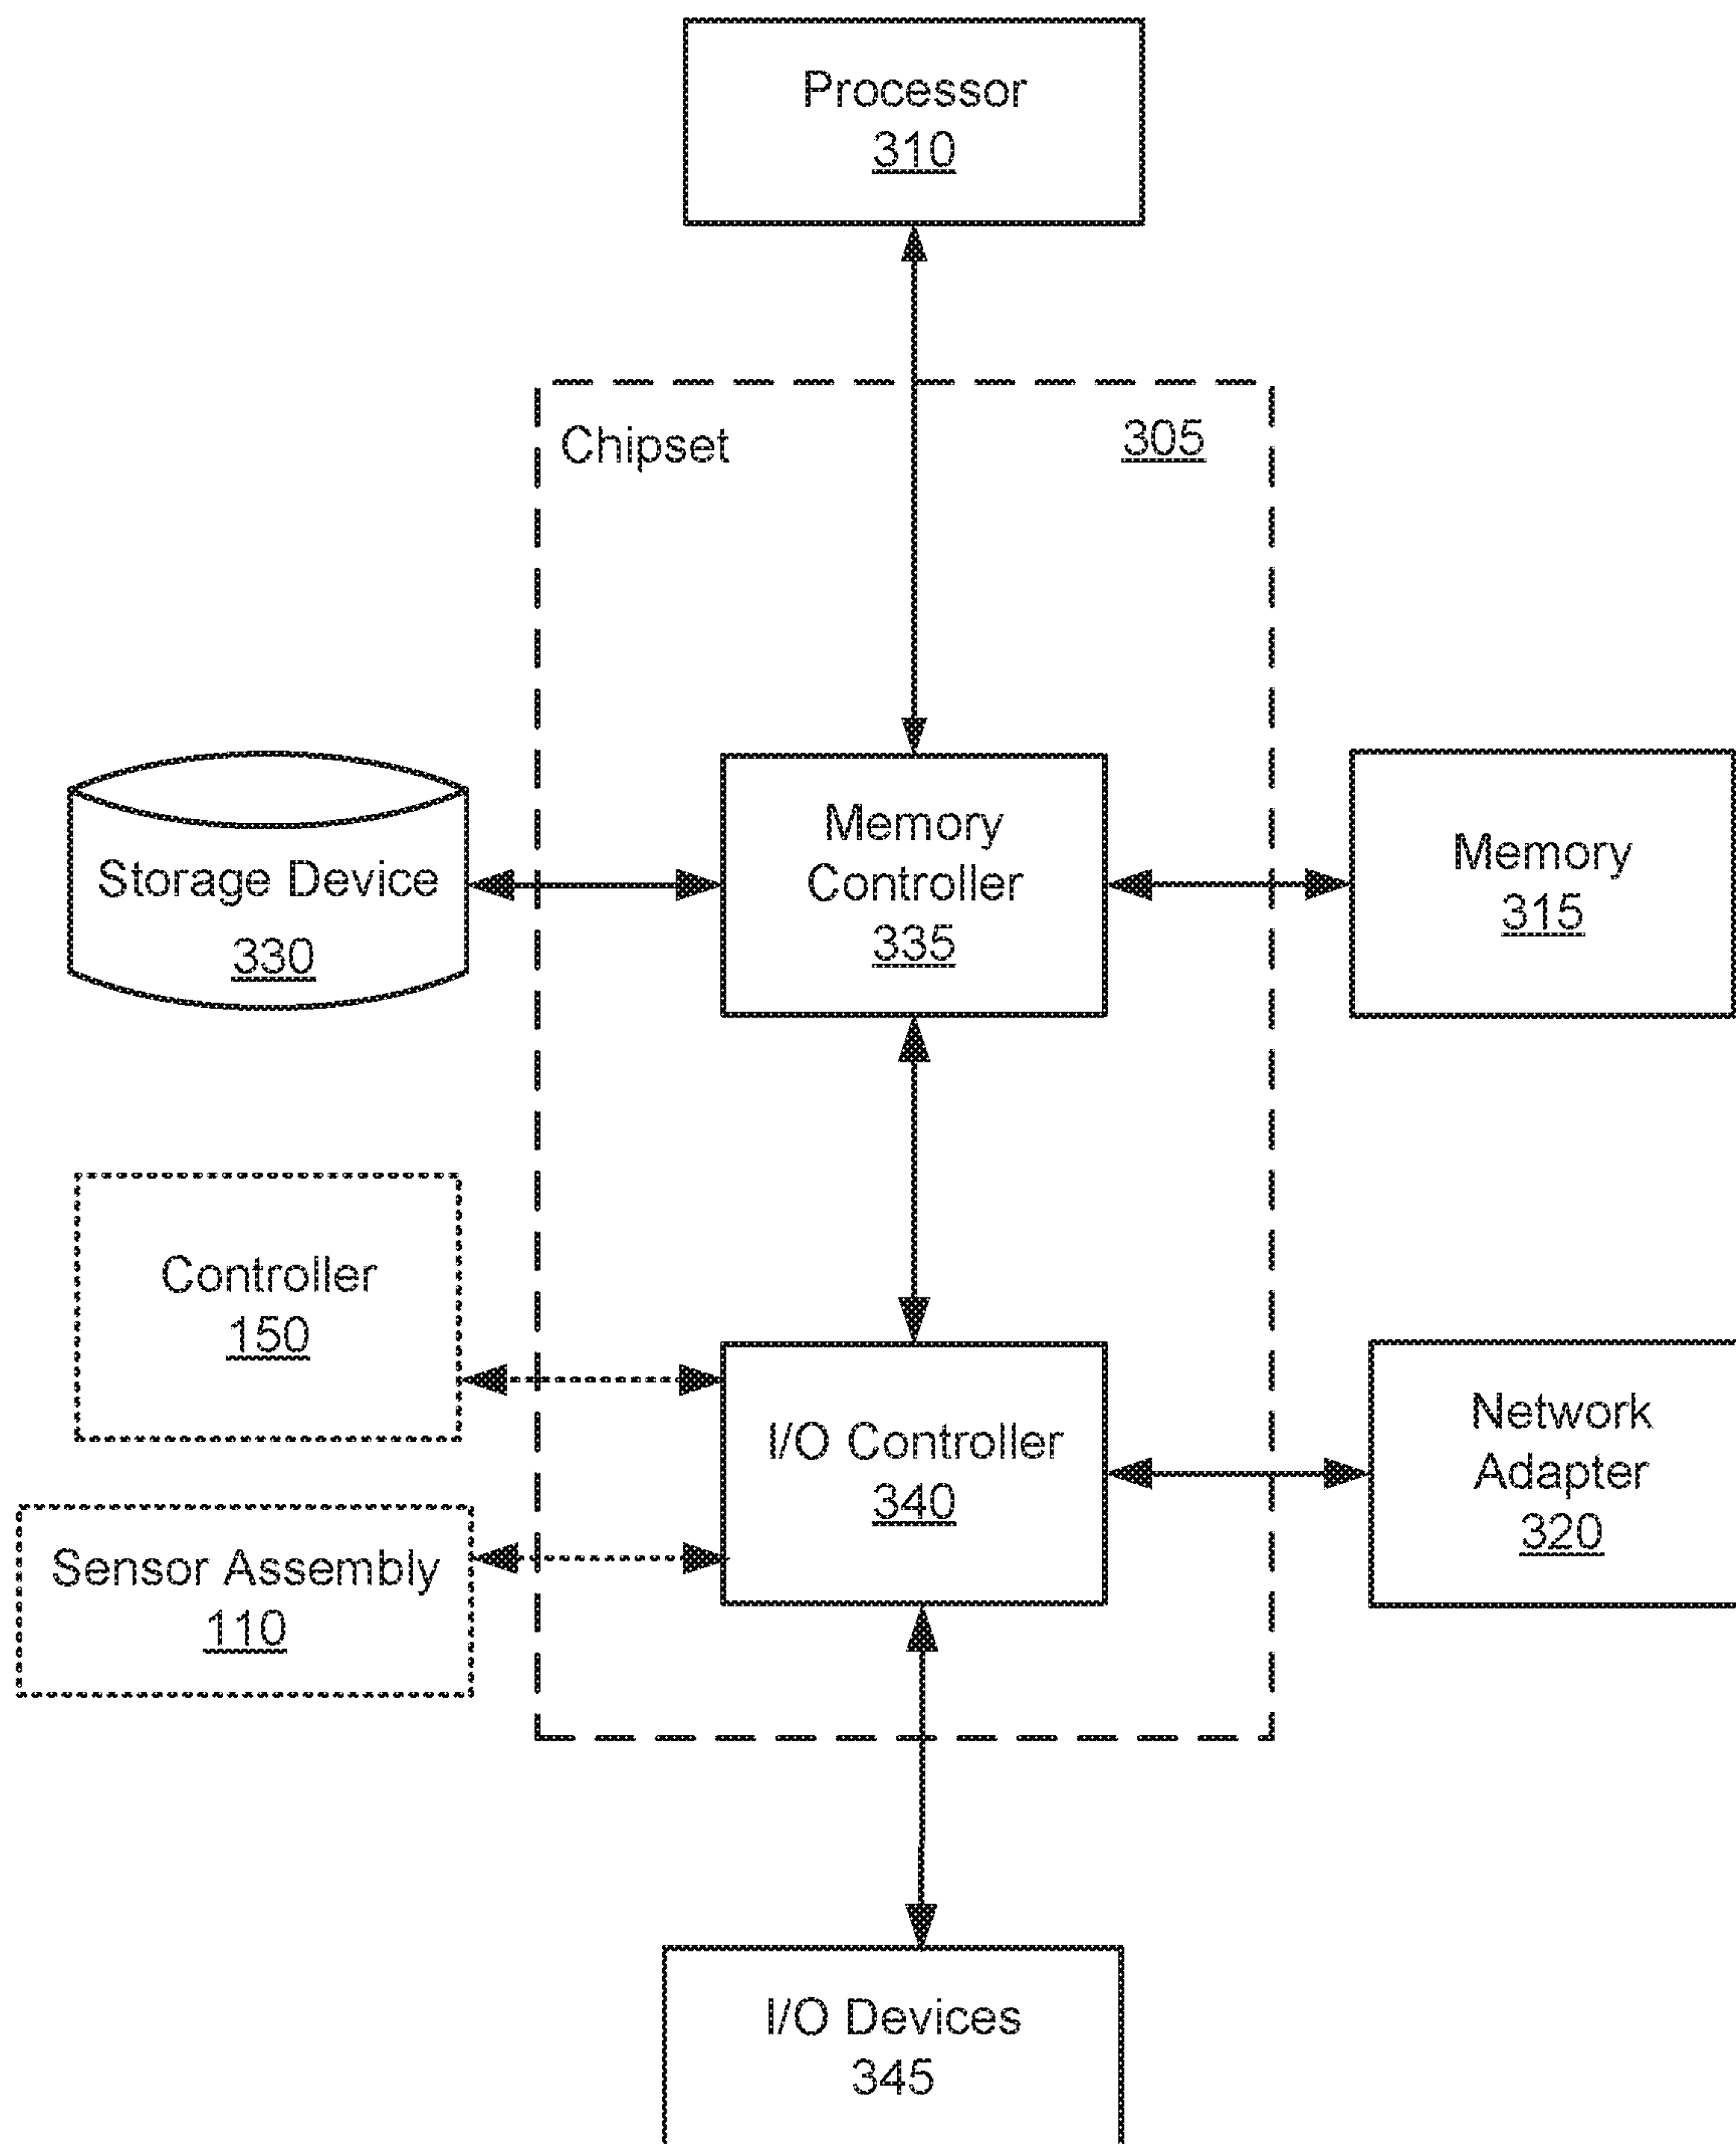 Processor
310
Chipset
305
Storage Device
330
Memory
Controller
335
Memory
315
Controller
150
I/O Controller
340
Network
Adapter
320
Sensor Assembly
110
I/O Devices
345